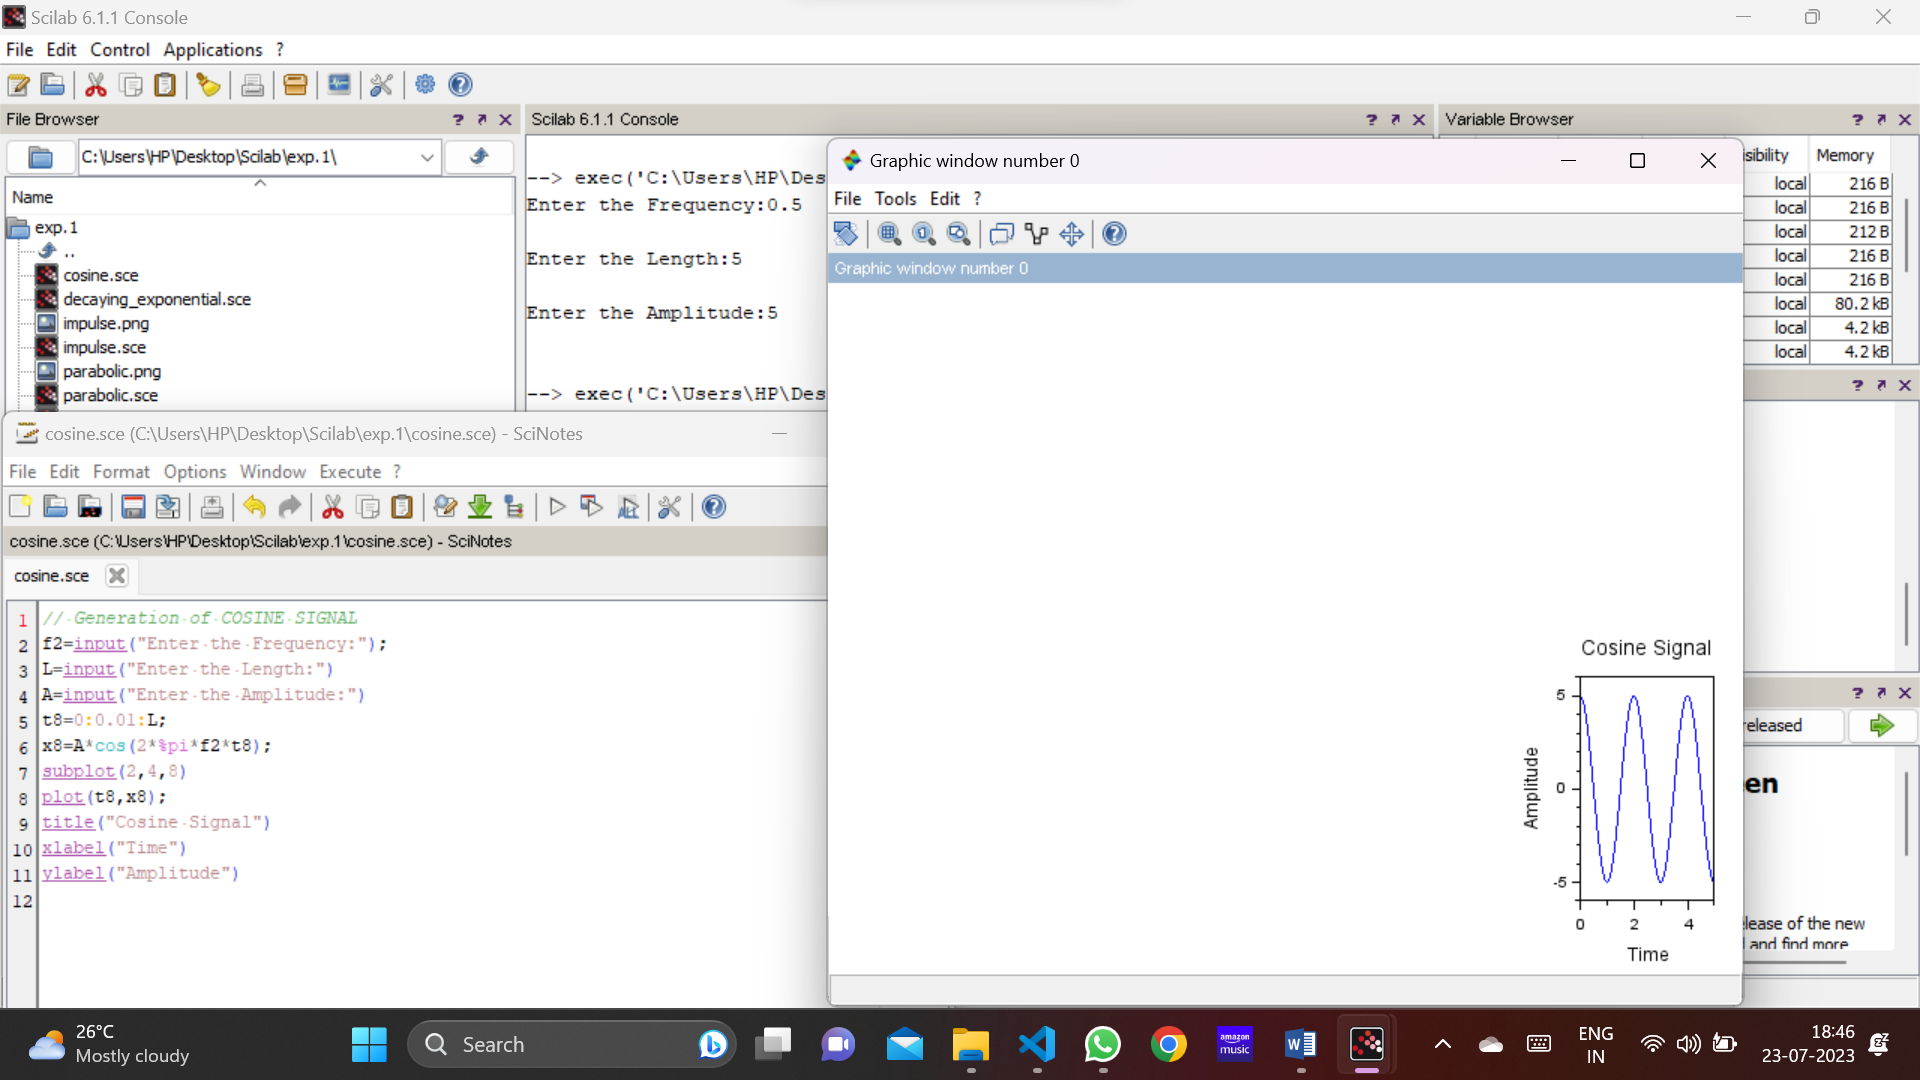 Scilab 6.1.1 Console
File Edit Control Applications ?
File Browser
C:\Users\HP\Desktop\Scilab\exp.1\
Name
exp.1
..
cosine.sce
decaying_exponential.sce
impulse.png
impulse.sce
parabolic.png
parabolic.sce
Scilab 6.1.1 Console
--> exec('C:\Users\HP\Des
Enter the Frequency:0.5
Enter the Length:5
Enter the Amplitude:5
--> exec('C:\Users\HP\Des
Variable Browser
isibility Memory
local 216 B
local 216 B
local 212 B
local 216 B
local 216 B
local 80.2 kB
local 4.2 kB
local 4.2 kB
released
en
lease of the new
and find more
Graphic window number 0
File Tools Edit ?
Graphic window number 0
Cosine Signal
Amplitude
5
0
-5
0 2 4
Time
cosine.sce (C:\Users\HP\Desktop\Scilab\exp.1\cosine.sce) - SciNotes
File Edit Format Options Window Execute ?
cosine.sce (C:\Users\HP\Desktop\Scilab\exp.1\cosine.sce) - SciNotes
cosine.sce
1 // Generation of COSINE SIGNAL
2 f2=input("Enter the Frequency:");
3 L=input("Enter the Length:")
4 A=input("Enter the Amplitude:")
5 t8=0:0.01:L;
6 x8=A*cos(2*%pi*f2*t8);
7 subplot(2,4,8)
8 plot(t8,x8);
9 title("Cosine Signal")
10 xlabel("Time")
11 ylabel("Amplitude")
12
26°C
Mostly cloudy
Search
amazon music
ENG
IN
18:46
23-07-2023